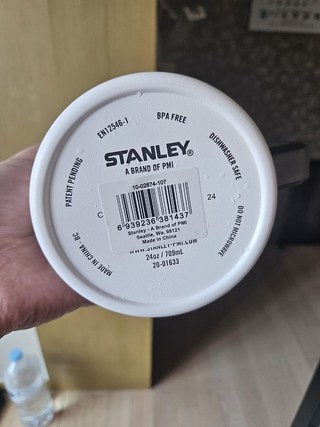 EN12546-1
BPA FREE
PATENT PENDING
DISHWASHER SAFE
STANLEY®
A BRAND OF PMI
10-02874-107
C
24
6 939236 381437
Stanley - A Brand of PMI
Seattle, Wa. 98121
Made in China
WWW.STANLEY-PMI.COM
24oz / 709mL
20-01633
MADE IN CHINA
DO NOT MICROWAVE